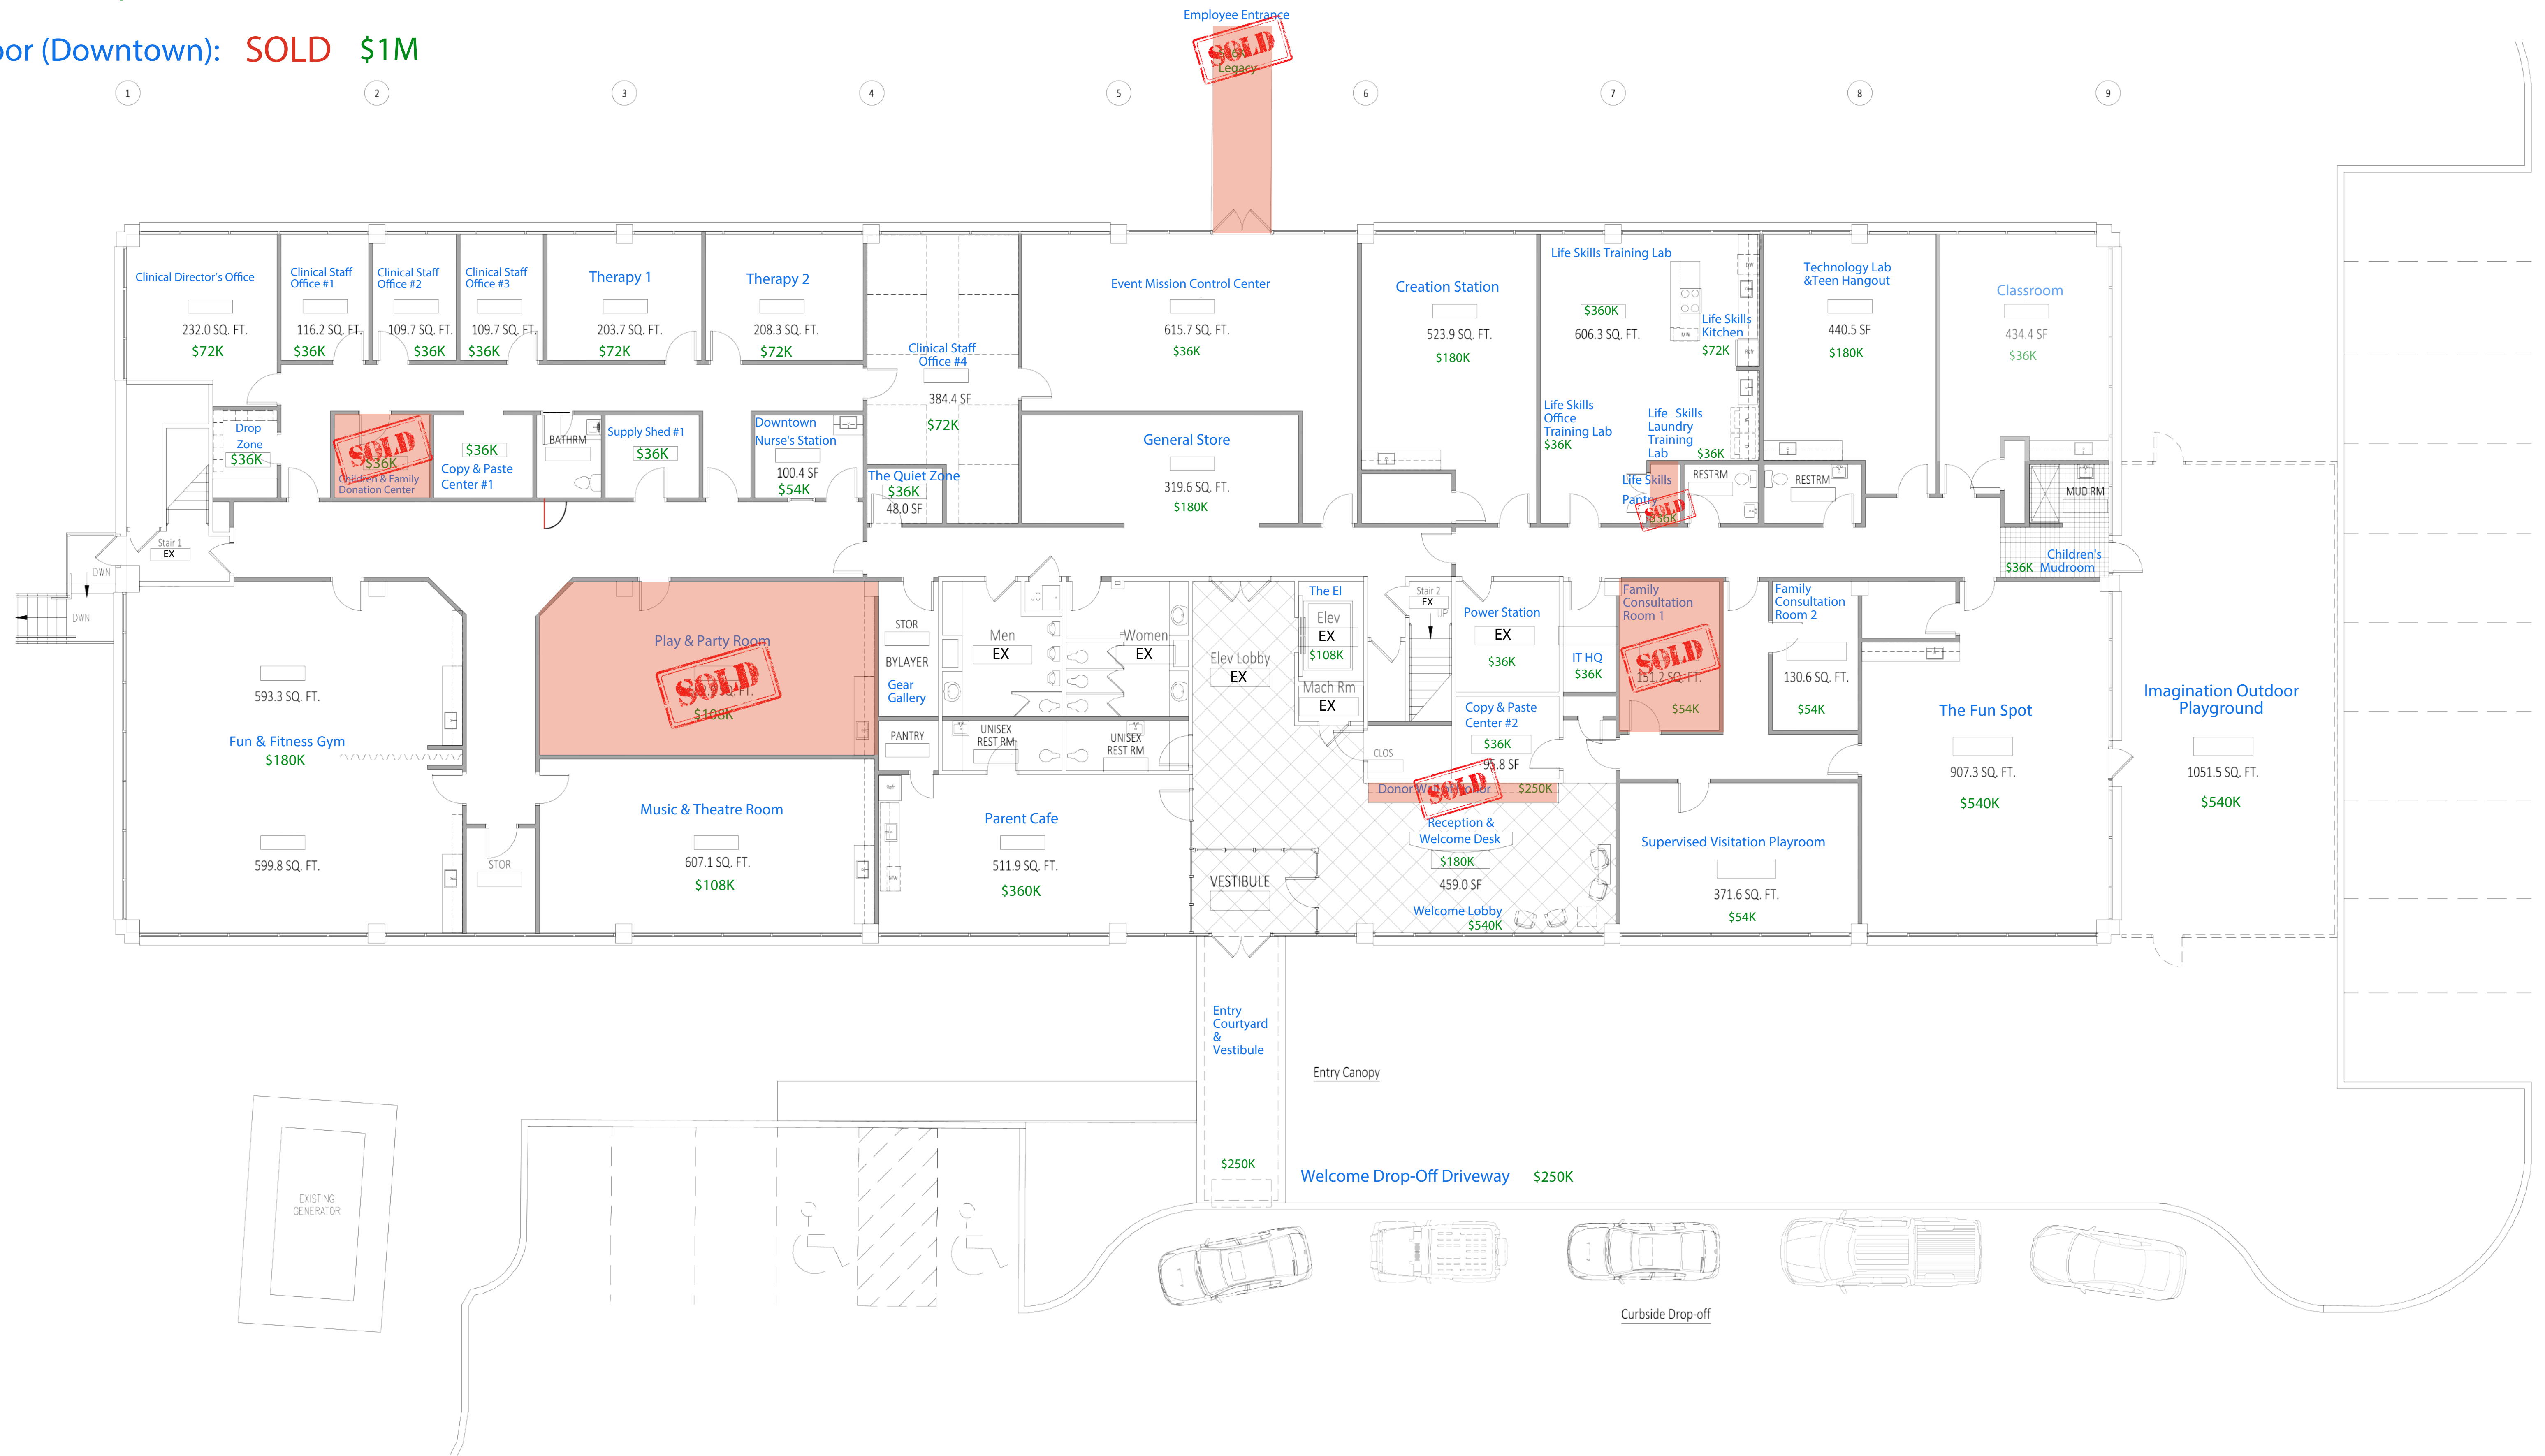 Employee Entrance
SOLD
Legacy
oor (Downtown): SOLD $1M
1 2 3 4 5 6 7 8 9
Clinical Director's Office
232.0 SQ. FT.
$72K
Clinical Staff
Office #1
116.2 SQ. FT.
$36K
Clinical Staff
Office #2
109.7 SQ. FT.
$36K
Clinical Staff
Office #3
109.7 SQ. FT.
$36K
Therapy 1
203.7 SQ. FT.
$72K
Therapy 2
208.3 SQ. FT.
$72K
Clinical Staff
Office #4
384.4 SF
$72K
Event Mission Control Center
615.7 SQ. FT.
$36K
Creation Station
523.9 SQ. FT.
$180K
Life Skills Training Lab
$360K
606.3 SQ. FT.
Life Skills
Kitchen
$72K
DW
MW
Refr
Technology Lab
&Teen Hangout
440.5 SF
$180K
Classroom
434.4 SF
$36K
Drop
Zone
$36K
SOLD
$36K
Children & Family
Donation Center
$36K
Copy & Paste
Center #1
BATHRM
Supply Shed #1
$36K
Downtown
Nurse's Station
100.4 SF
$54K
The Quiet Zone
$36K
48.0 SF
General Store
319.6 SQ. FT.
$180K
Life Skills
Office
Training Lab
$36K
Life Skills
Laundry
Training
Lab $36K
Life Skills
Pantry
SOLD
$36K
RESTRM
RESTRM
MUD RM
Children's
$36K Mudroom
Stair 1
EX
DWN
DWN
593.3 SQ. FT.
Fun & Fitness Gym
$180K
599.8 SQ. FT.
STOR
Play & Party Room
SOLD
$108K
Music & Theatre Room
607.1 SQ. FT.
$108K
STOR
BYLAYER
Gear
Gallery
PANTRY
Men
EX
JC
Women
EX
UNISEX
REST RM
UNISEX
REST RM
Refr
MW
Parent Cafe
511.9 SQ. FT.
$360K
Elev Lobby
EX
The El
Elev
EX
$108K
Mach Rm
EX
Stair 2
EX
UP
Power Station
EX
$36K
IT HQ
$36K
Copy & Paste
Center #2
$36K
95.8 SF
CLOS
Donor Wall of Honor $250K
SOLD
Reception &
Welcome Desk
$180K
459.0 SF
Welcome Lobby
$540K
VESTIBULE
Family
Consultation
Room 1
SOLD
151.2 SQ. FT.
$54K
Family
Consultation
Room 2
130.6 SQ. FT.
$54K
Supervised Visitation Playroom
371.6 SQ. FT.
$54K
The Fun Spot
907.3 SQ. FT.
$540K
Imagination Outdoor
Playground
1051.5 SQ. FT.
$540K
Entry
Courtyard
&
Vestibule
$250K
Entry Canopy
Welcome Drop-Off Driveway $250K
EXISTING
GENERATOR
Curbside Drop-off